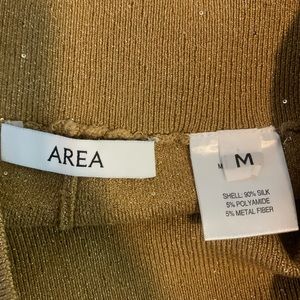 AREA
M
M
SHELL: 90% SILK
5% POLYAMIDE
5% METAL FIBER